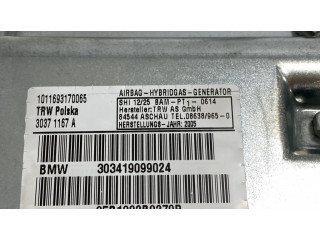 1011693170065
TRW Polska
3037 1157 A
AIRBAG-HYBRIDGAS-GENERATOR
SHI 12/25 BAM-PT1-0614
Hersteller:TRW AS GmbH
84544 ASCHAU TEL.08638/965-0
HERSTELLUNGS-JAHR: 2005
BMW 303419099024